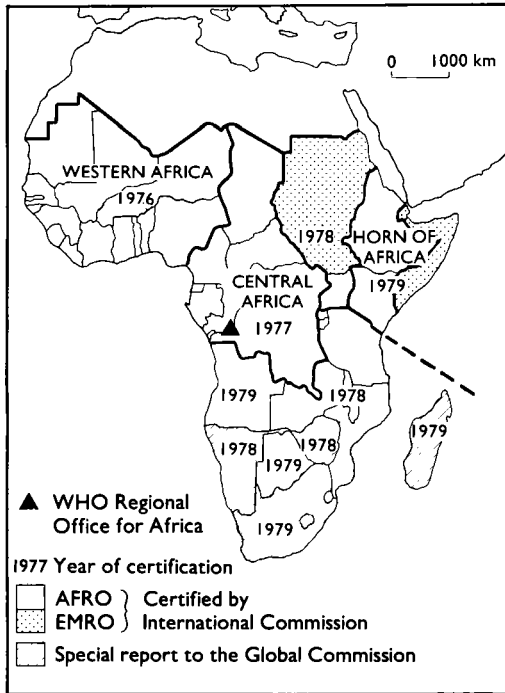 0 1000 km
WESTERN AFRICA
1976
1978
HORN OF
AFRICA
1979
CENTRAL
AFRICA
1977
1979
1978
1978
1978
1979
1979
1979
▲ WHO Regional
Office for Africa
1977 Year of certification
AFRO } Certified by
EMRO } International Commission
Special report to the Global Commission